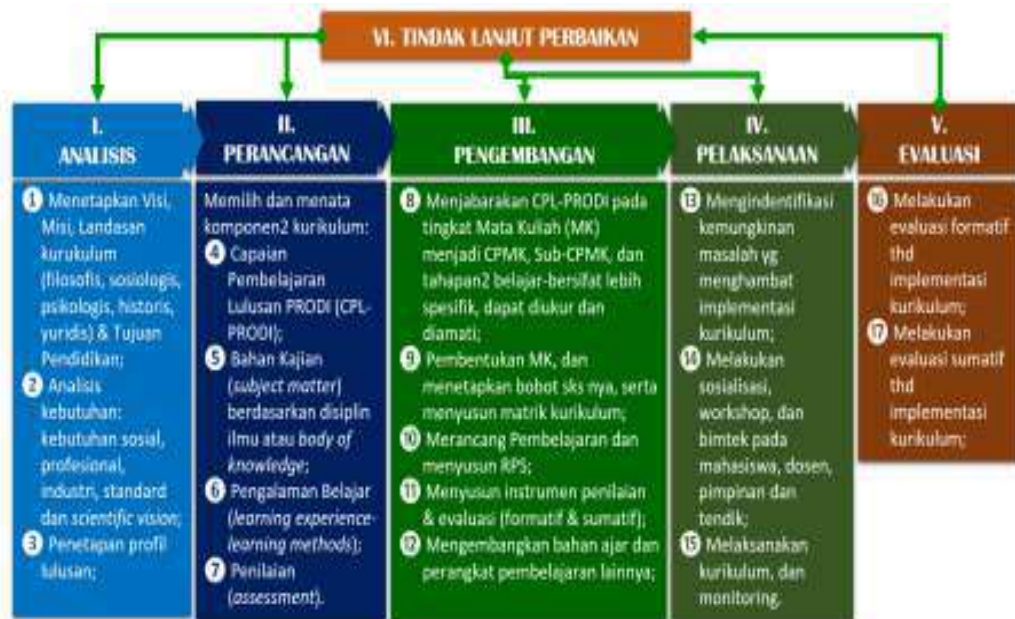 VI. TINDAK LANJUT PERBAIKAN
I.
ANALISIS
1 Menetapkan Visi,
Misi, Landasan
kurukulum
(filosofis, sosiologis,
psikologis, historis,
yuridis) & Tujuan
Pendidikan;
2 Analisis
kebutuhan:
kebutuhan sosial,
profesional,
industri, standard
dan scientific vision;
3 Penetapan profil
lulusan;
II.
PERANCANGAN
Memilih dan menata
komponen2 kurikulum:
4 Capaian
Pembelajaran
Lulusan PRODI (CPL-
PRODI);
5 Bahan Kajian
(subject matter)
berdasarkan disiplin
ilmu atau body of
knowledge;
6 Pengalaman Belajar
(learning experience-
learning methods);
7 Penilaian
(assessment).
III.
PENGEMBANGAN
8 Menjabarakan CPL-PRODI pada
tingkat Mata Kuliah (MK)
menjadi CPMK, Sub-CPMK, dan
tahapan2 belajar-bersifat lebih
spesifik, dapat diukur dan
diamati;
9 Pembentukan MK, dan
menetapkan bobot sks nya, serta
menyusun matrik kurikulum;
10 Merancang Pembelajaran dan
menyusun RPS;
11 Menyusun instrumen penilaian
& evaluasi (formatif & sumatif);
12 Mengembangkan bahan ajar dan
perangkat pembelajaran lainnya;
IV.
PELAKSANAAN
13 Mengindentifikasi
kemungkinan
masalah yg
menghambat
implementasi
kurikulum;
14 Melakukan
sosialisasi,
workshop, dan
bimtek pada
mahasiswa, dosen,
pimpinan dan
tendik;
15 Melaksanakan
kurikulum, dan
monitoring.
V.
EVALUASI
16 Melakukan
evaluasi formatif
thd
implementasi
kurikulum;
17 Melakukan
evaluasi sumatif
thd
implementasi
kurikulum;